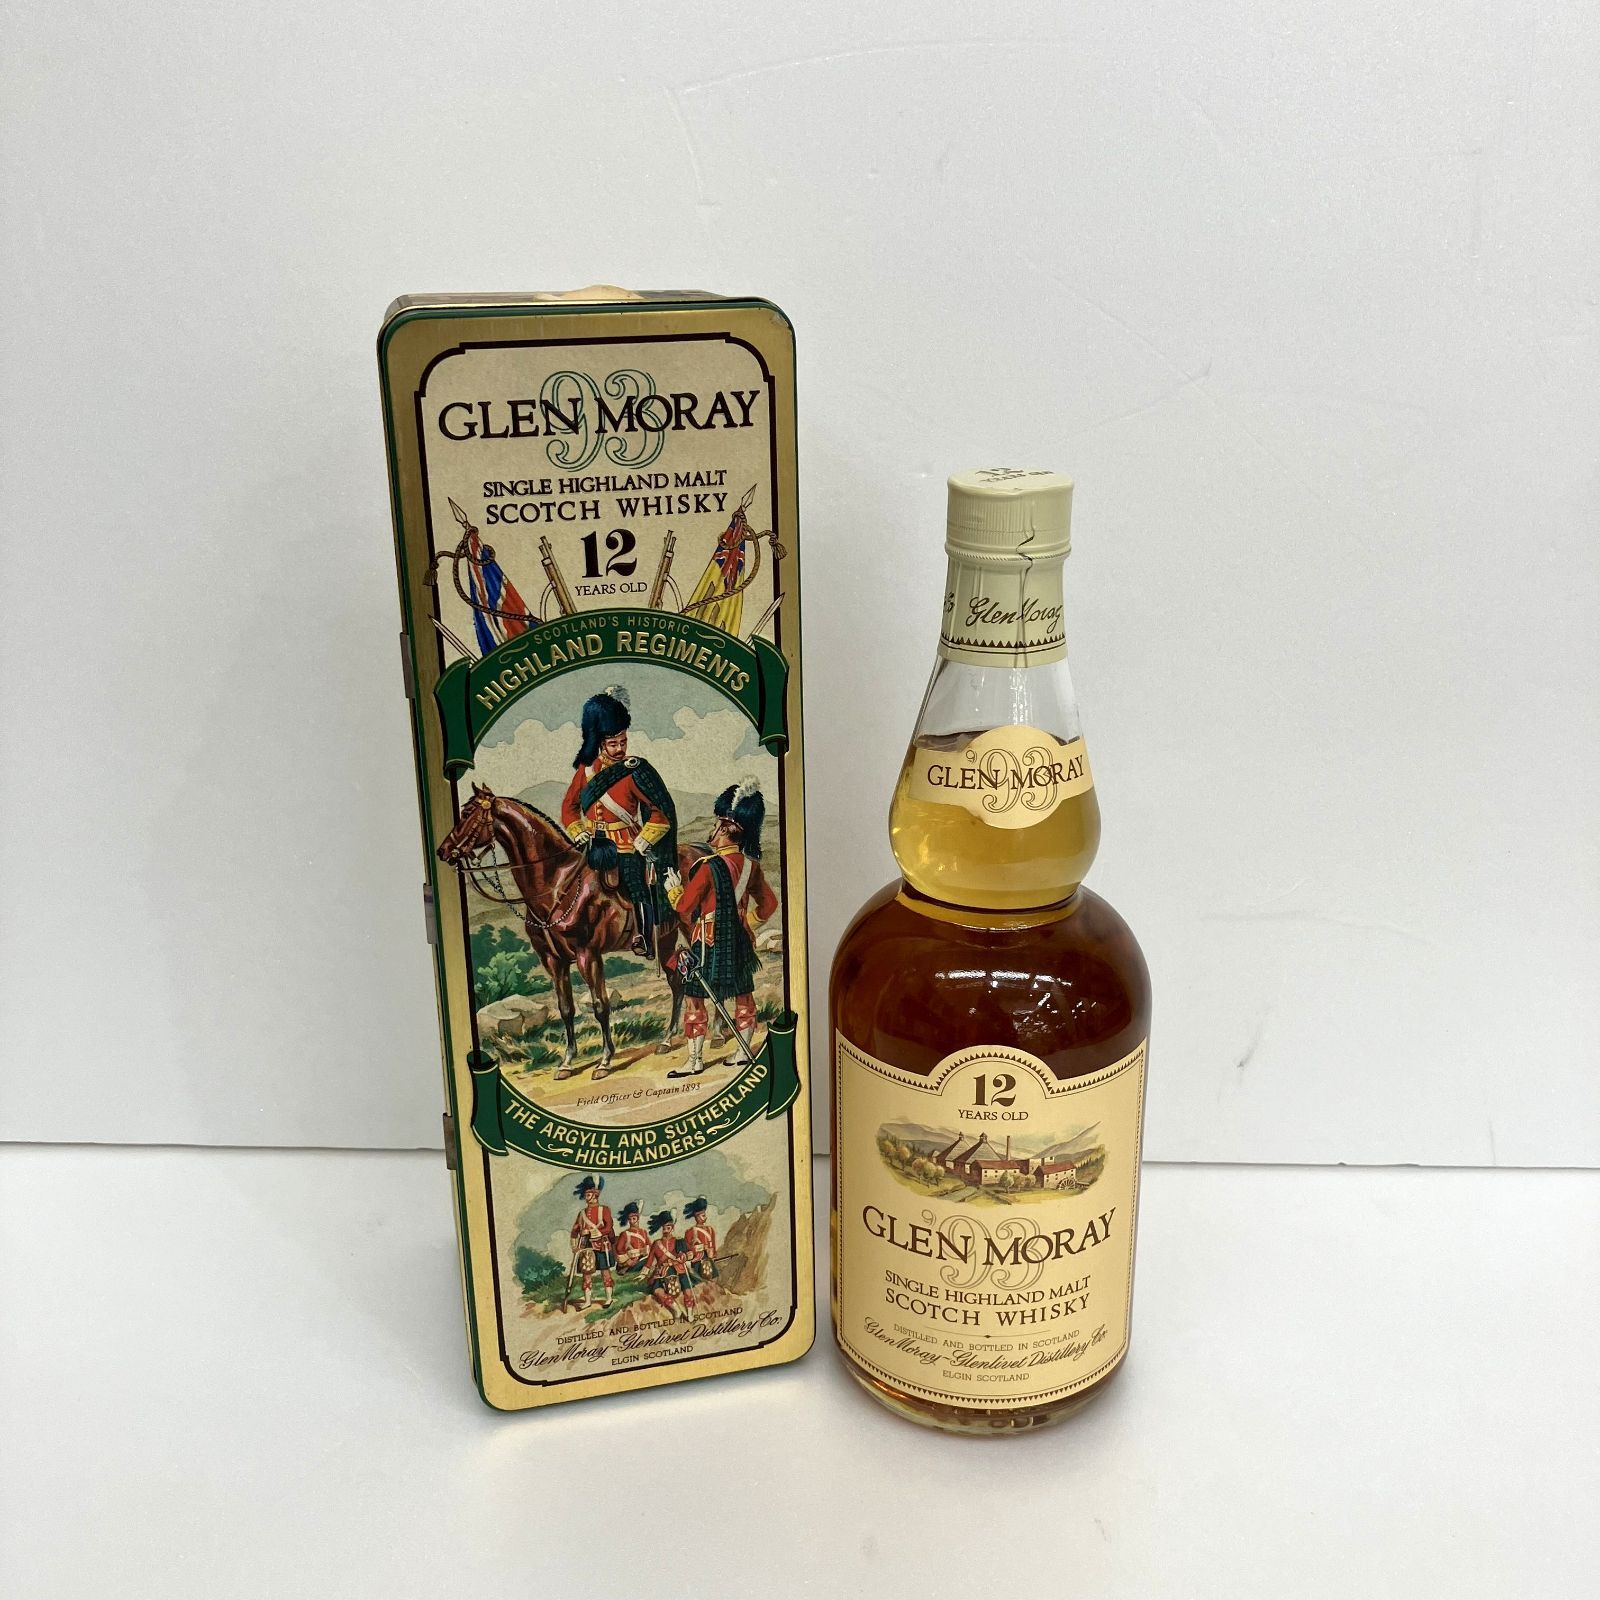 93
GLEN MORAY
SINGLE HIGHLAND MALT
SCOTCH WHISKY
12
YEARS OLD
SCOTLAND'S HISTORIC
HIGHLAND REGIMENTS
Field Officer & Captain 1893
THE ARGYLL AND SUTHERLAND
HIGHLANDERS
DISTILLED AND BOTTLED IN SCOTLAND
Glen Moray-Glenlivet Distillery Co.
ELGIN SCOTLAND
12
YEARS OLD
Glen Moray
'93
GLEN MORAY
12
YEARS OLD
'93
GLEN MORAY
SINGLE HIGHLAND MALT
SCOTCH WHISKY
DISTILLED AND BOTTLED IN SCOTLAND
Glen Moray-Glenlivet Distillery Co.
ELGIN SCOTLAND